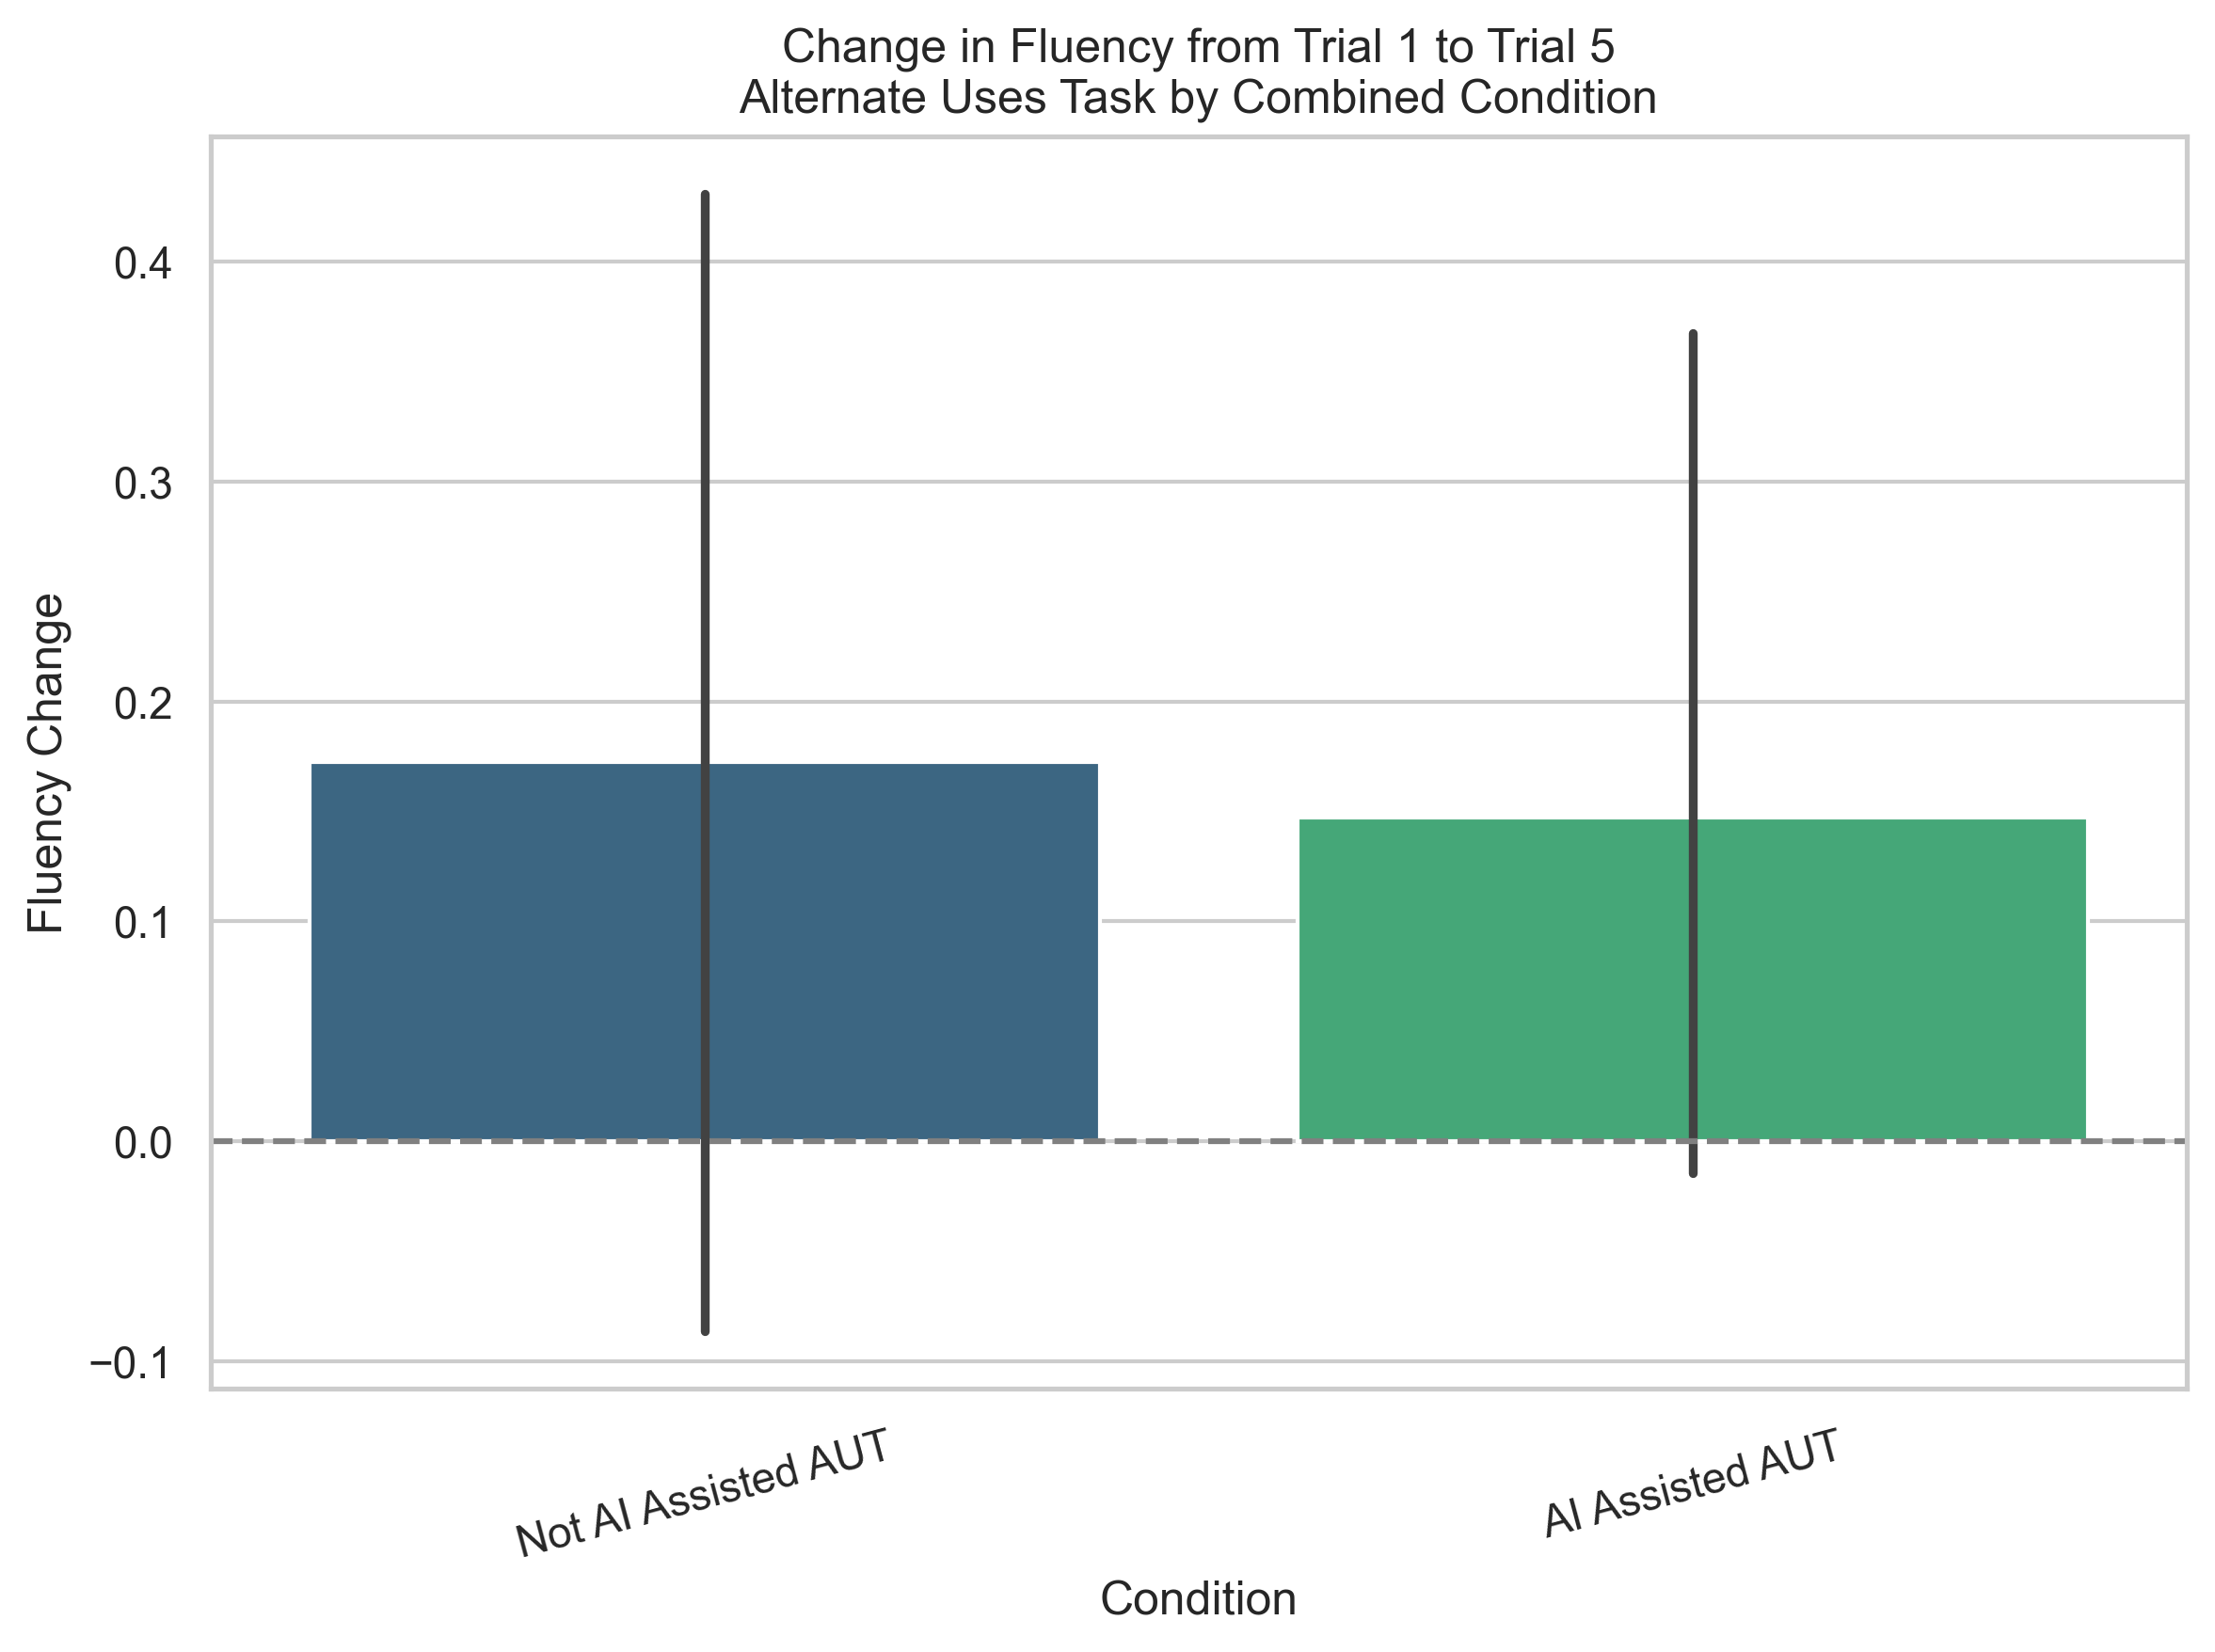 Change in Fluency from Trial 1 to Trial 5
Alternate Uses Task by Combined Condition
Fluency Change
0.4
0.3
0.2
0.1
0.0
−0.1
Not AI Assisted AUT
AI Assisted AUT
Condition